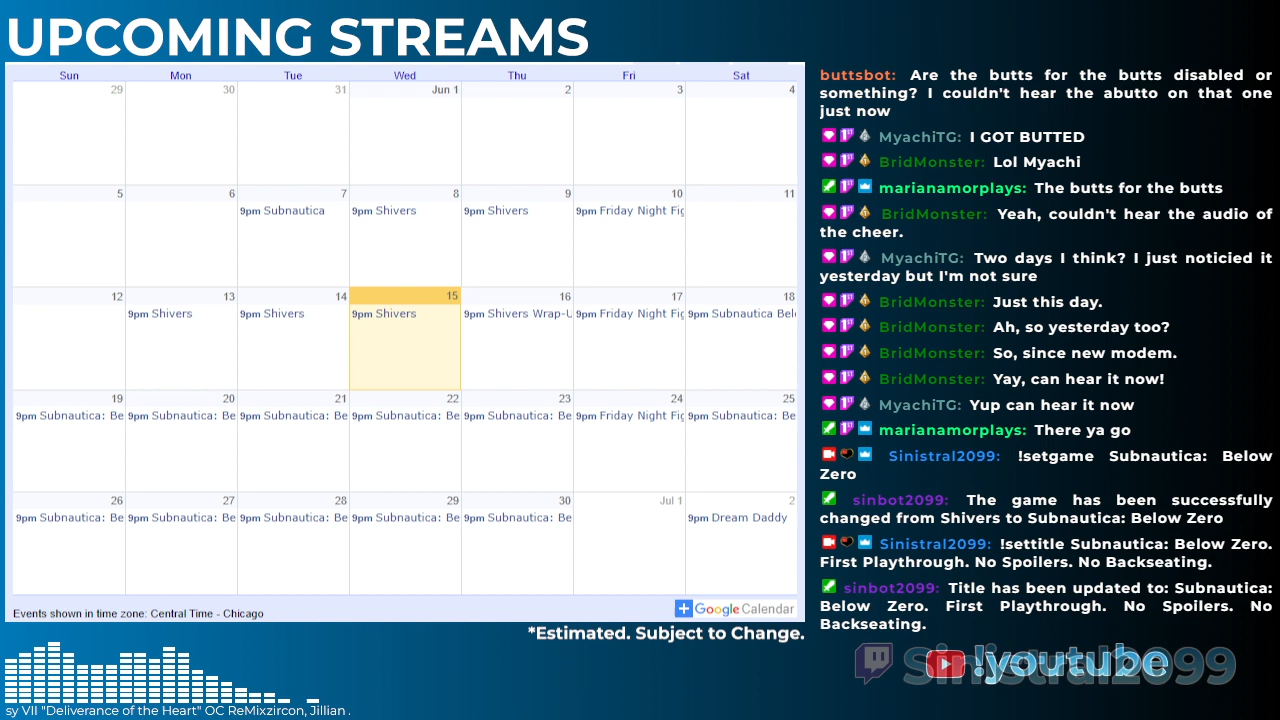 UPCOMING STREAMS
Sun Mon Tue Wed Thu Fri Sat
29 30 31 Jun 1 2 3 4
5 6 7 8 9 10 11
9pm Subnautica 9pm Shivers 9pm Shivers 9pm Friday Night Fig
12 13 14 15 16 17 18
9pm Shivers 9pm Shivers 9pm Shivers 9pm Shivers Wrap-U 9pm Friday Night Fig 9pm Subnautica Bel
19 20 21 22 23 24 25
9pm Subnautica: Be 9pm Subnautica: Be 9pm Subnautica: Be 9pm Subnautica: Be 9pm Subnautica: Be 9pm Friday Night Fig 9pm Subnautica: Be
26 27 28 29 30 Jul 1 2
9pm Subnautica: Be 9pm Subnautica: Be 9pm Subnautica: Be 9pm Subnautica: Be 9pm Subnautica: Be 9pm Dream Daddy
Events shown in time zone: Central Time - Chicago
Google Calendar
*Estimated. Subject to Change.
sy VII "Deliverance of the Heart" OC ReMixzircon, Jillian .
buttsbot: Are the butts for the butts disabled or
something? I couldn't hear the abutto on that one
just now
MyachiTG: I GOT BUTTED
BridMonster: Lol Myachi
marianamorplays: The butts for the butts
BridMonster: Yeah, couldn't hear the audio of
the cheer.
MyachiTG: Two days I think? I just noticied it
yesterday but I'm not sure
BridMonster: Just this day.
BridMonster: Ah, so yesterday too?
BridMonster: So, since new modem.
BridMonster: Yay, can hear it now!
MyachiTG: Yup can hear it now
marianamorplays: There ya go
Sinistral2099: !setgame Subnautica: Below
Zero
sinbot2099: The game has been successfully
changed from Shivers to Subnautica: Below Zero
Sinistral2099: !settitle Subnautica: Below Zero.
First Playthrough. No Spoilers. No Backseating.
sinbot2099: Title has been updated to: Subnautica:
Below Zero. First Playthrough. No Spoilers. No
Backseating.
Sinistral2099
!youtube